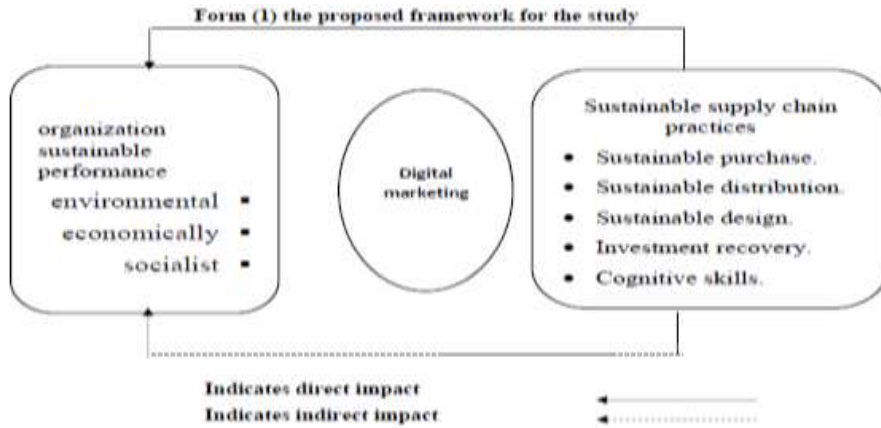 Form (1) the proposed framework for the study
organization
sustainable
performance
environmental ▪
economically ▪
socialist ▪
Digital
marketing
Sustainable supply chain
practices
• Sustainable purchase.
• Sustainable distribution.
• Sustainable design.
• Investment recovery.
• Cognitive skills.
Indicates direct impact
Indicates indirect impact